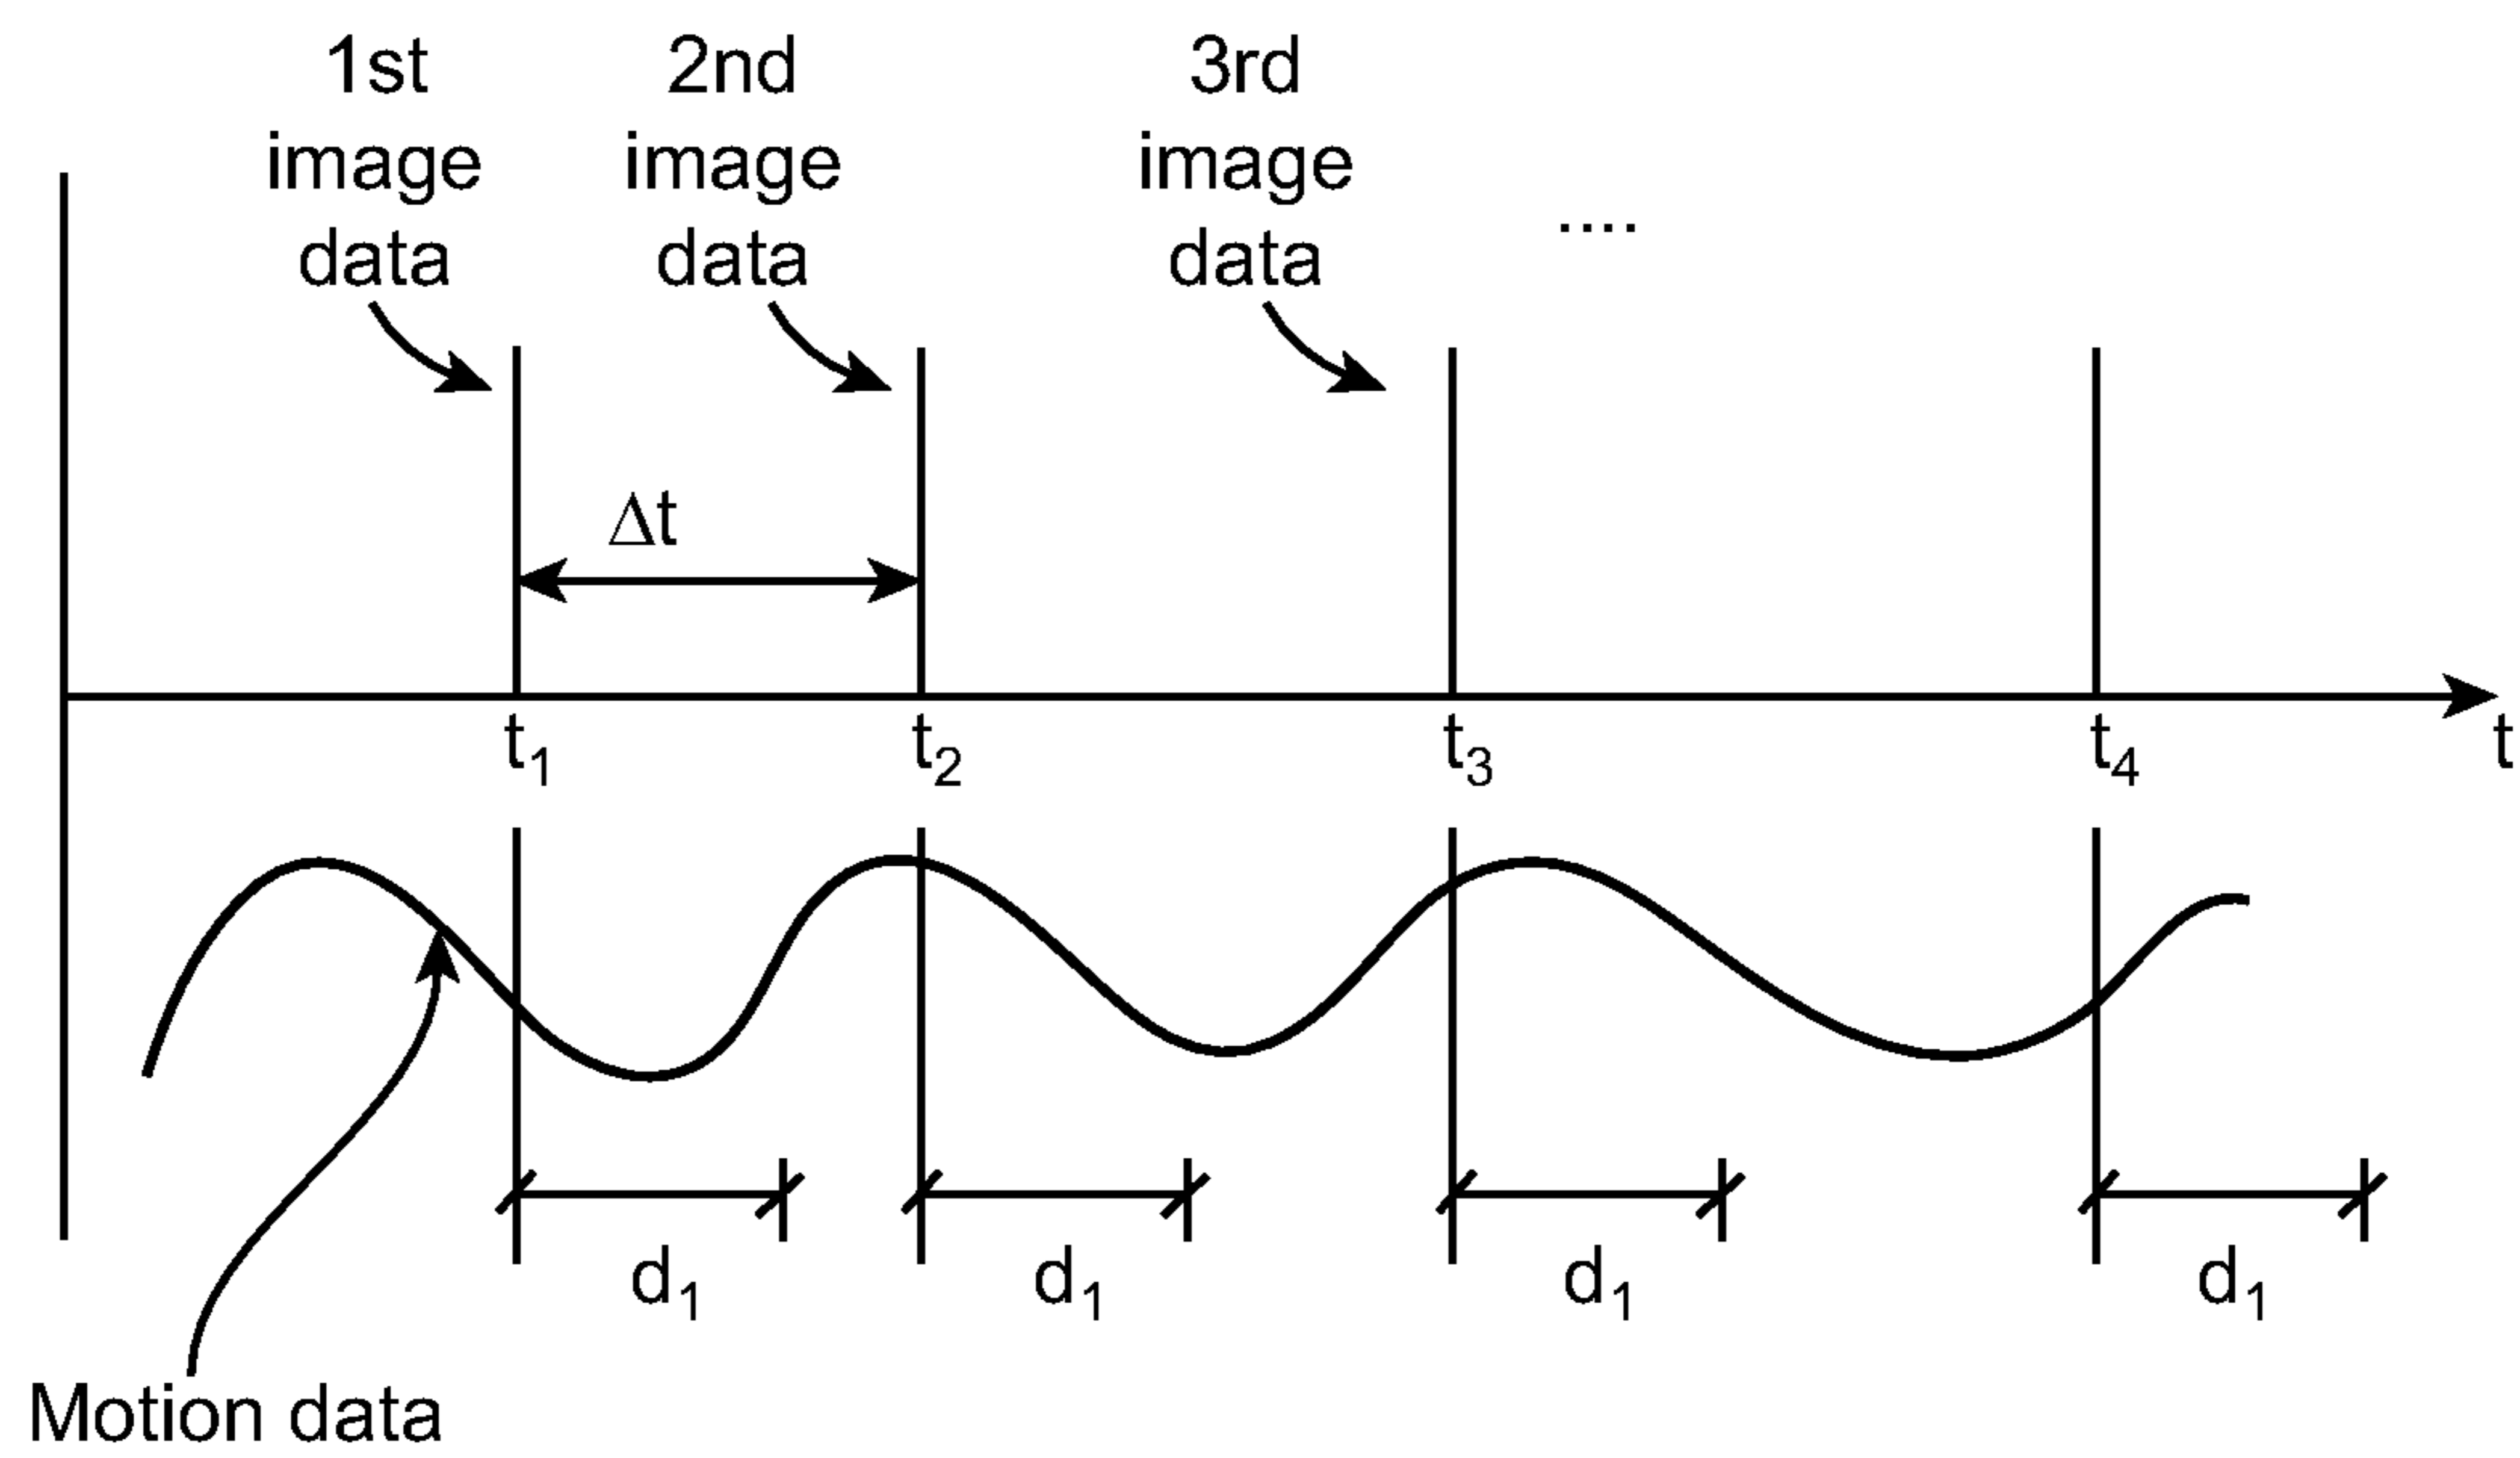 1st
image
data
2nd
image
data
3rd
image
data
....
Δt
t1
t2
t3
t4
t
d1
d1
d1
d1
Motion data